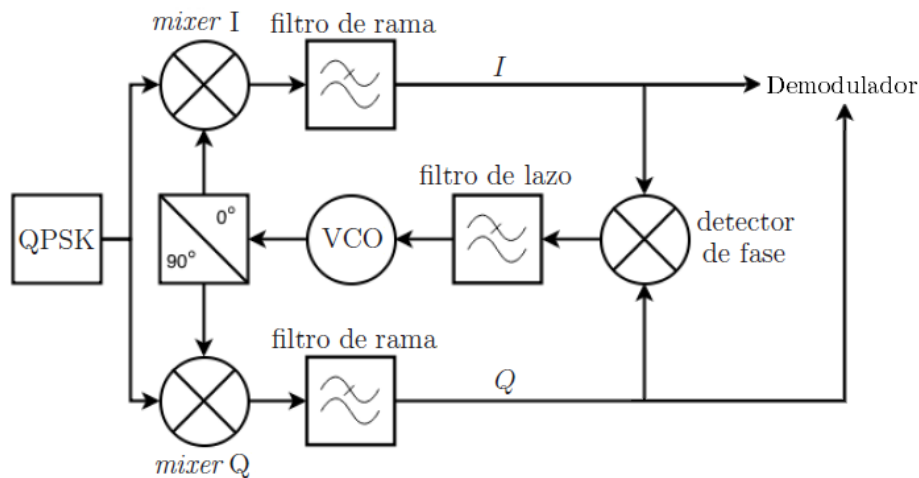 mixer I
filtro de rama
I
Demodulador
filtro de lazo
QPSK
0°
90°
VCO
detector
de fase
filtro de rama
Q
mixer Q